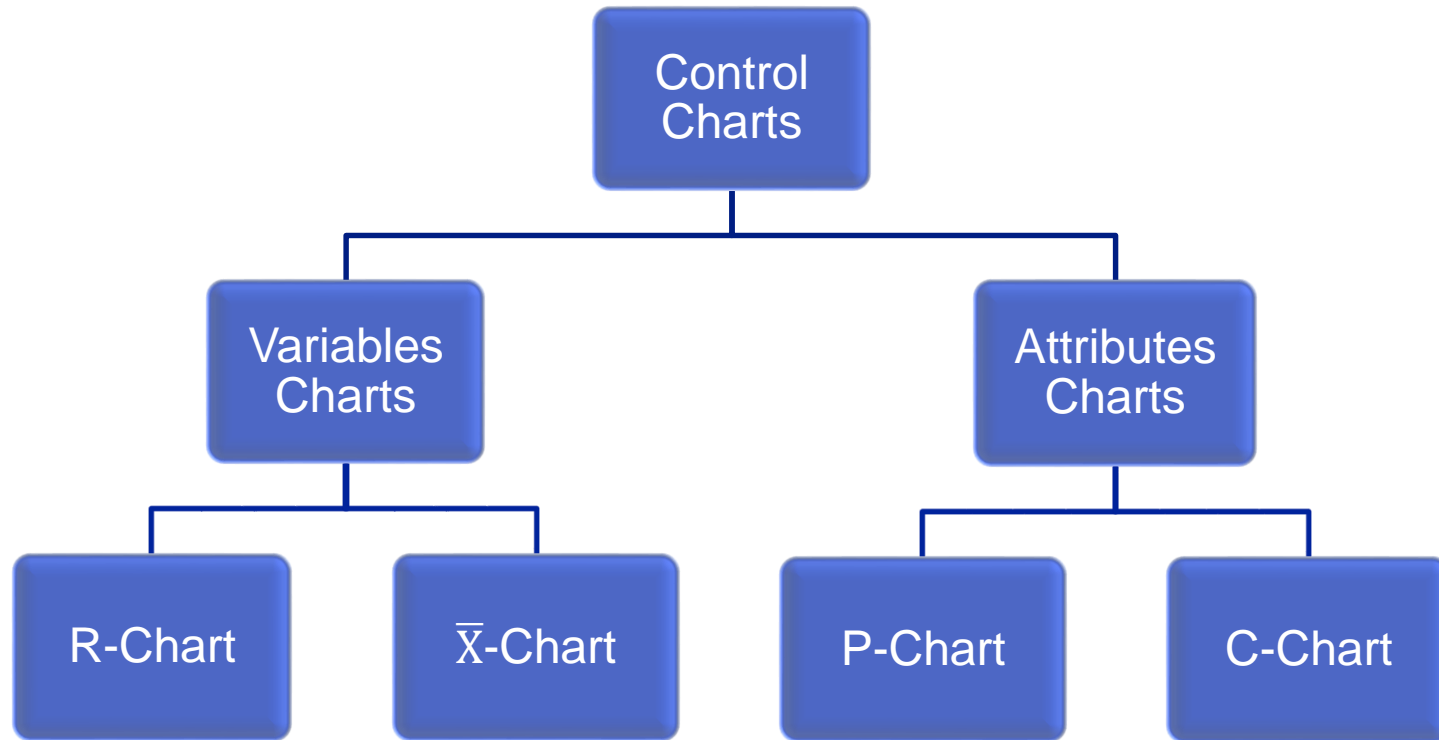 Control
Charts
Variables
Charts
Attributes
Charts
R-Chart
X̅-Chart
P-Chart
C-Chart